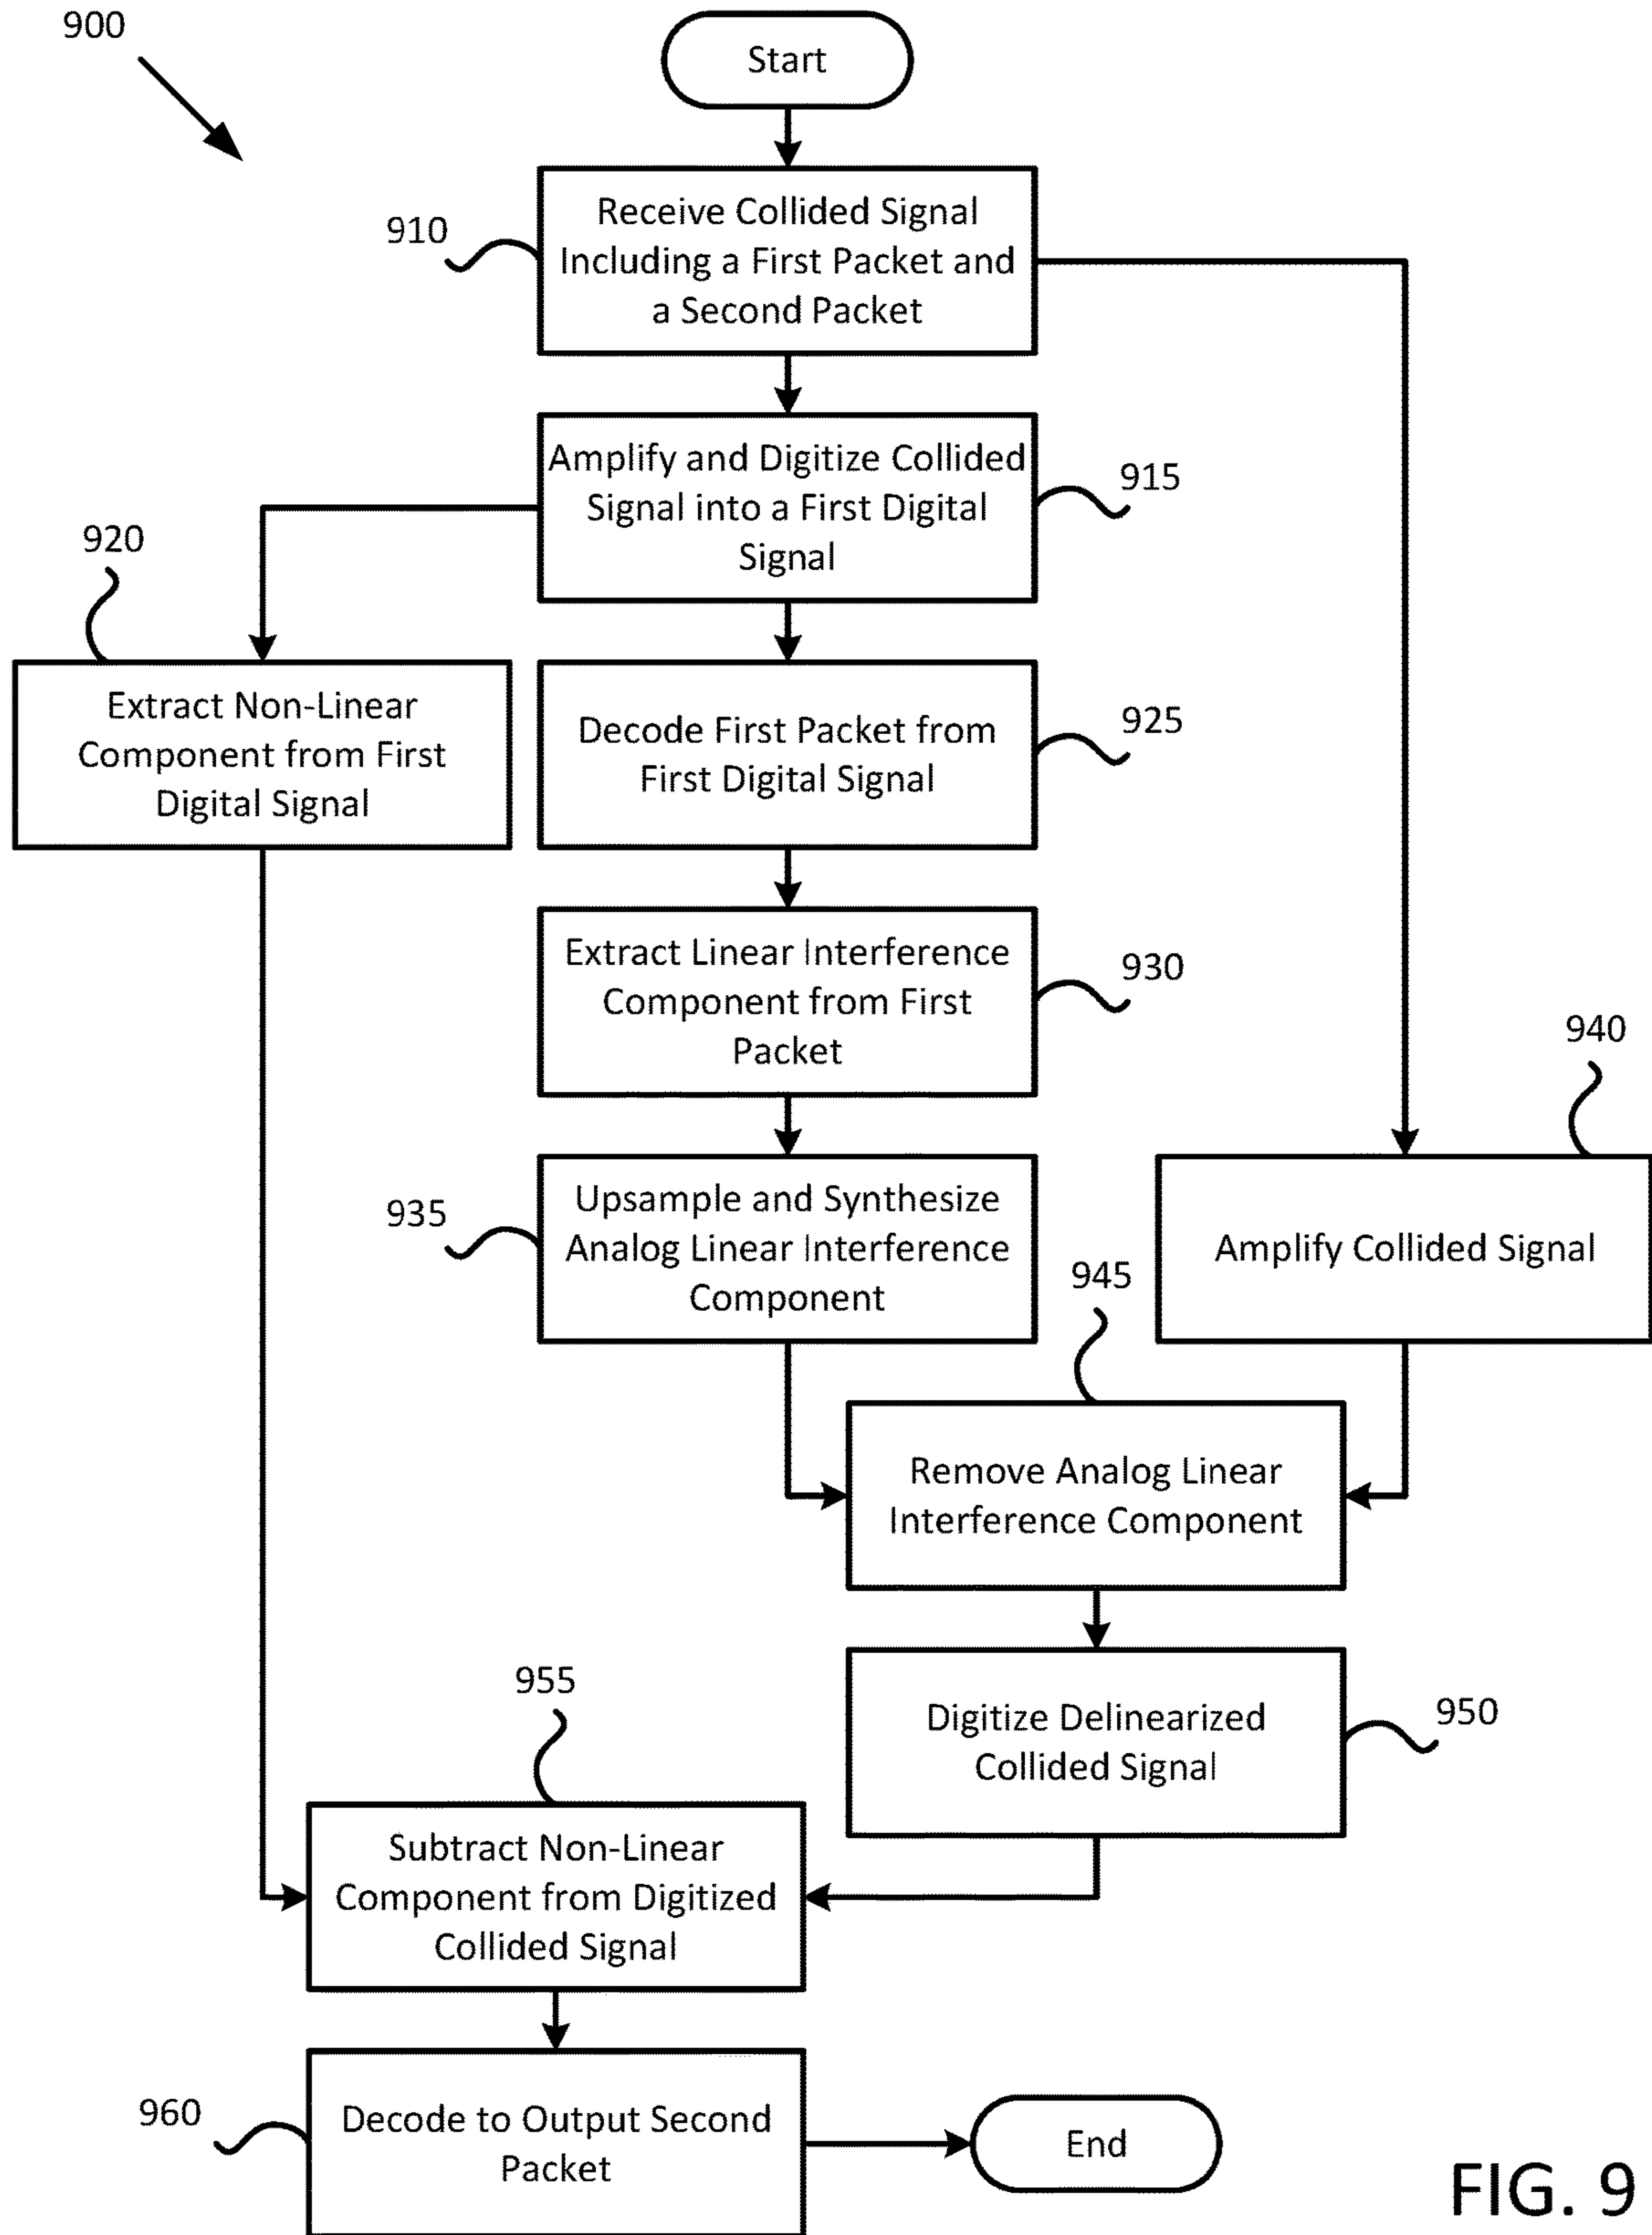 900
Start
910
Receive Collided Signal
Including a First Packet and
a Second Packet
Amplify and Digitize Collided
Signal into a First Digital
Signal
915
920
Extract Non-Linear
Component from First
Digital Signal
Decode First Packet from
First Digital Signal
925
Extract Linear Interference
Component from First
Packet
930
935
Upsample and Synthesize
Analog Linear Interference
Component
940
Amplify Collided Signal
945
Remove Analog Linear
Interference Component
Digitize Delinearized
Collided Signal
950
955
Subtract Non-Linear
Component from Digitized
Collided Signal
960
Decode to Output Second
Packet
End
FIG. 9